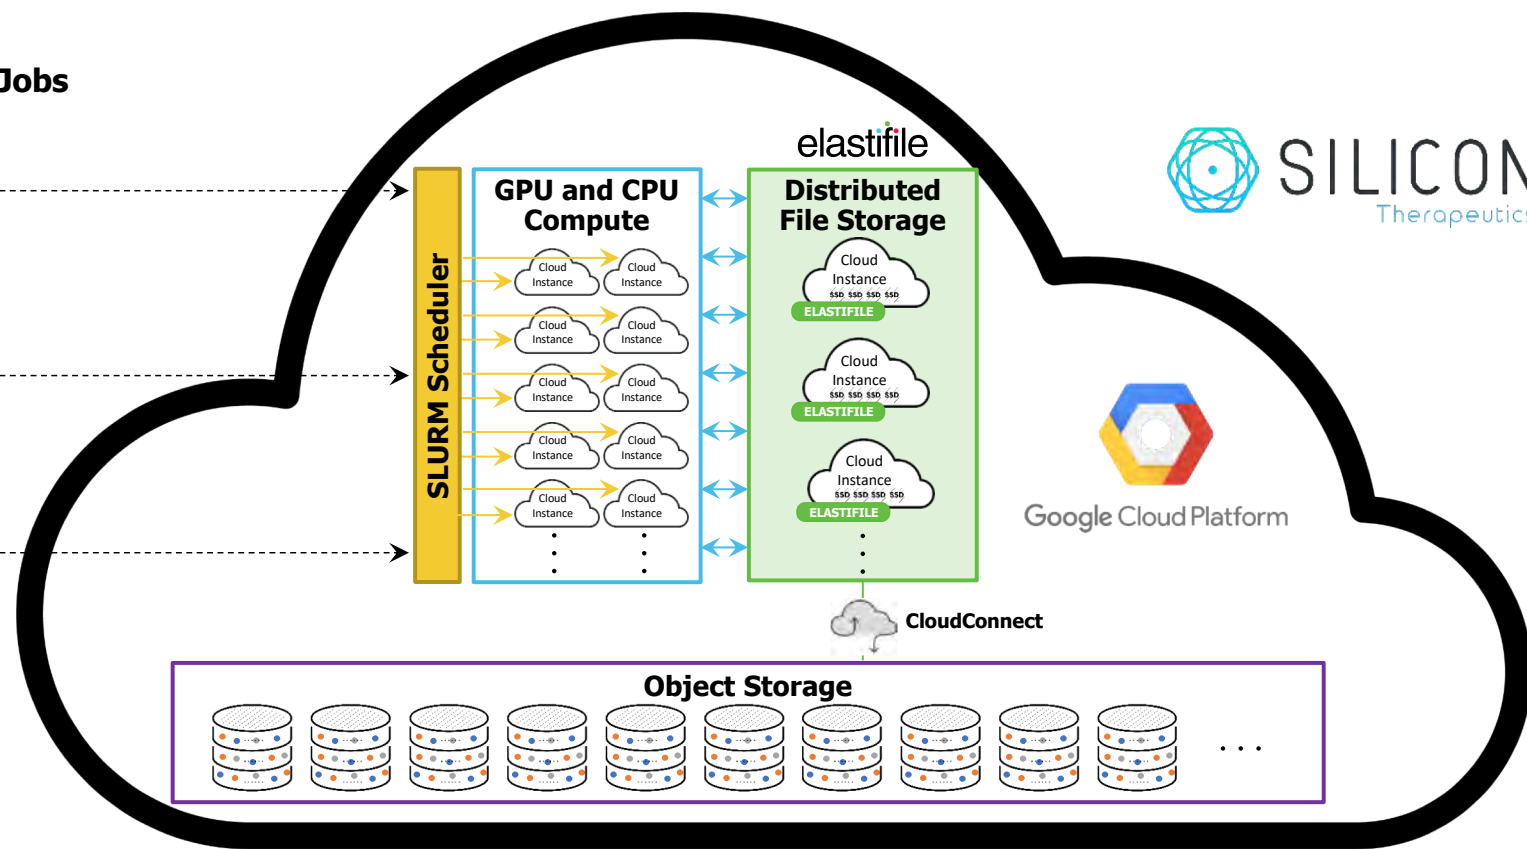 Jobs
elastifile
SILICON
Therapeutics
SLURM Scheduler
GPU and CPU
Compute
Distributed
File Storage
Cloud
Instance
Cloud
Instance
Cloud
Instance
Cloud
Instance
Cloud
Instance
Cloud
Instance
Cloud
Instance
Cloud
Instance
Cloud
Instance
Cloud
Instance
Cloud
Instance
SSD SSD SSD SSD
ELASTIFILE
Cloud
Instance
SSD SSD SSD SSD
ELASTIFILE
Cloud
Instance
SSD SSD SSD SSD
ELASTIFILE
Google Cloud Platform
CloudConnect
Object Storage